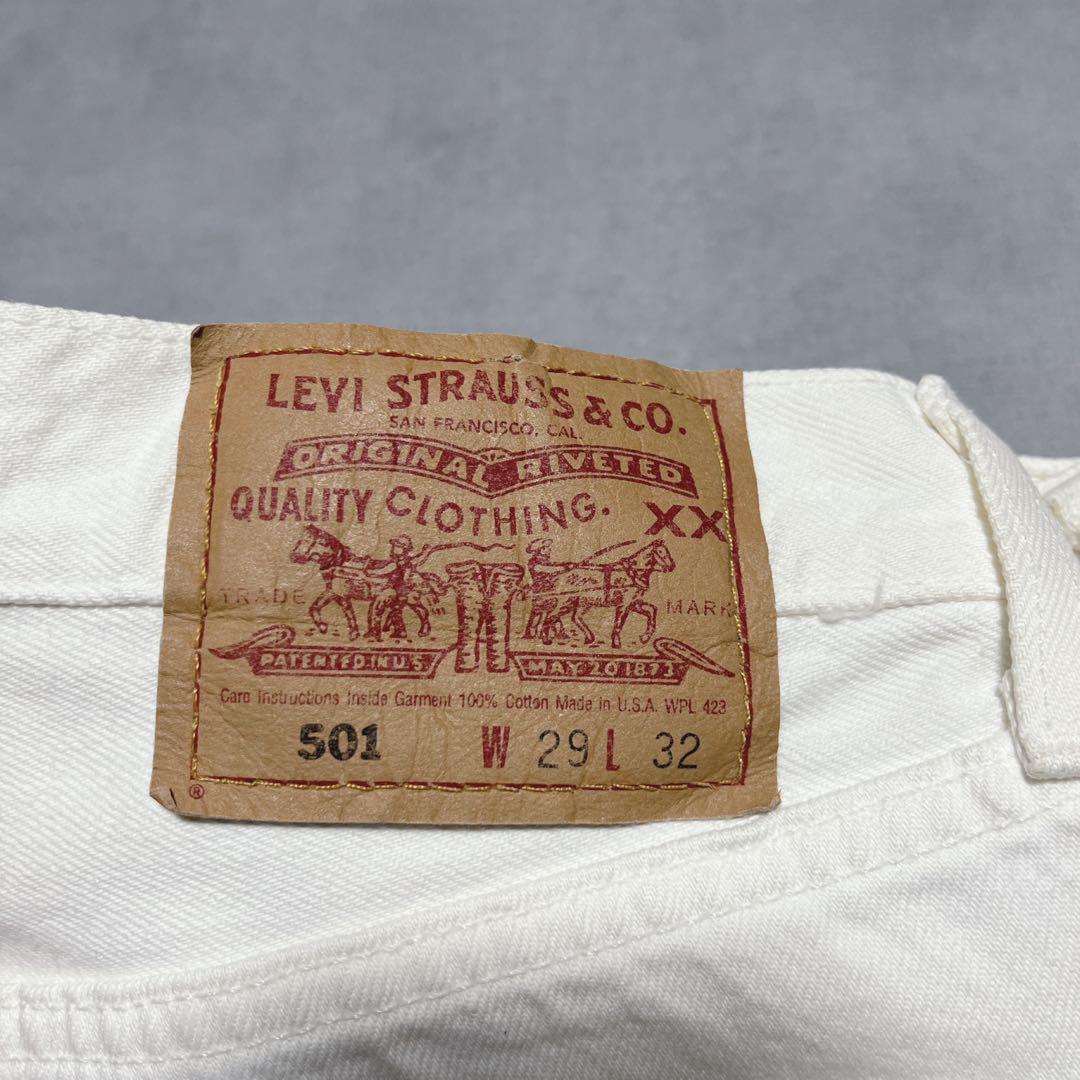 LEVI STRAUSS & CO.
SAN FRANCISCO, CAL.
ORIGINAL RIVETED
QUALITY CLOTHING.
XX
TRADE MARK
PATENTED IN U.S. MAY 20 1873
Care Instructions Inside Garment 100% Cotton Made in U.S.A. WPL 423
501 W 29 L 32
®